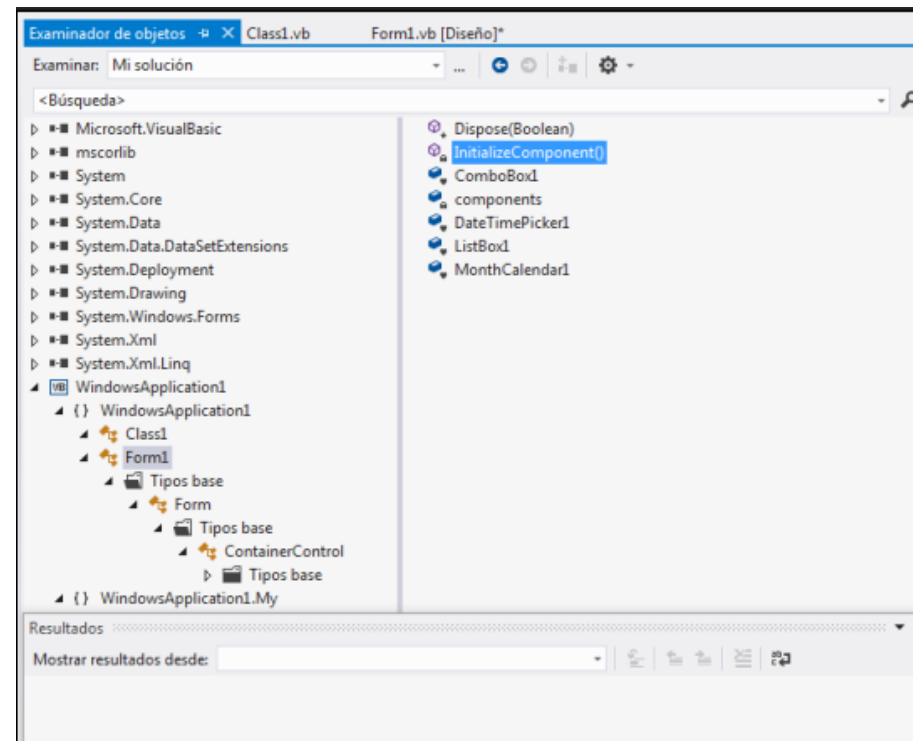 Examinador de objetos
Class1.vb
Form1.vb [Diseño]*
Examinar: Mi solución
...
<Búsqueda>
Microsoft.VisualBasic
mscorlib
System
System.Core
System.Data
System.Data.DataSetExtensions
System.Deployment
System.Drawing
System.Windows.Forms
System.Xml
System.Xml.Linq
VB WindowsApplication1
{ } WindowsApplication1
Class1
Form1
Tipos base
Form
Tipos base
ContainerControl
Tipos base
{ } WindowsApplication1.My
Dispose(Boolean)
InitializeComponent()
ComboBox1
components
DateTimePicker1
ListBox1
MonthCalendar1
Resultados
Mostrar resultados desde: